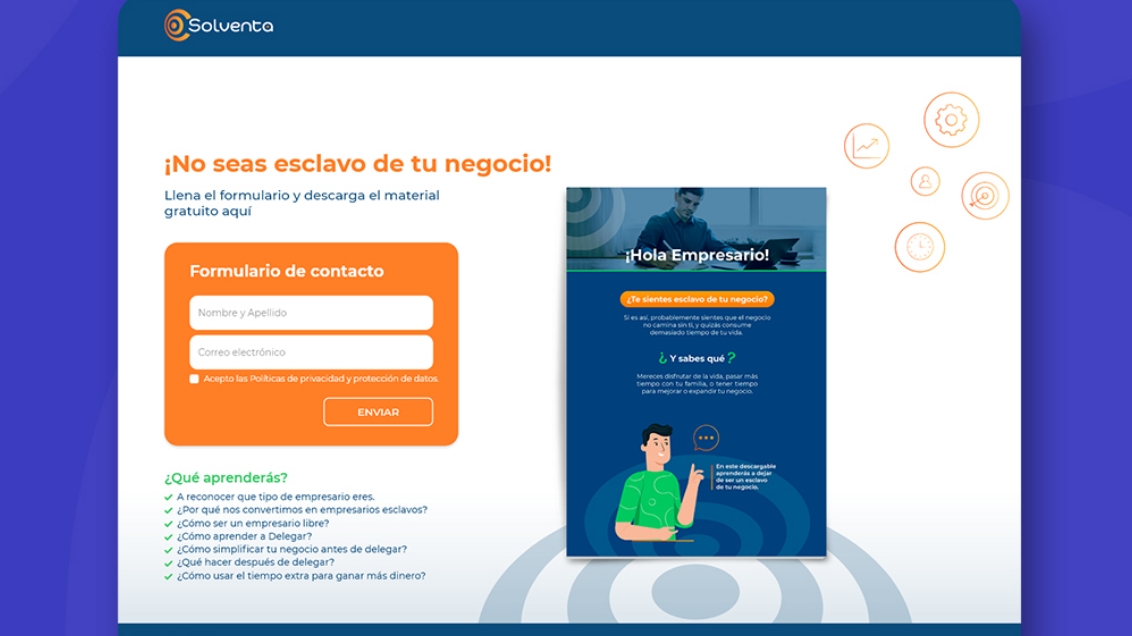 Solventa
¡No seas esclavo de tu negocio!
Llena el formulario y descarga el material
gratuito aquí
Formulario de contacto
Nombre y Apellido
Correo electrónico
Acepto las Políticas de privacidad y protección de datos.
ENVIAR
¿Qué aprenderás?
A reconocer que tipo de empresario eres.
¿Por qué nos convertimos en empresarios esclavos?
¿Cómo ser un empresario libre?
¿Cómo aprender a Delegar?
¿Cómo simplificar tu negocio antes de delegar?
¿Qué hacer después de delegar?
¿Cómo usar el tiempo extra para ganar más dinero?
¡Hola Empresario!
¿Te sientes esclavo de tu negocio?
Si es así, probablemente sientes que el negocio
no camina sin ti, y quizás consume
demasiado tiempo de tu vida.
¿ Y sabes qué ?
Mereces disfrutar de la vida, pasar más
tiempo con tu familia, o tener tiempo
para mejorar o expandir tu negocio.
En este descargable
aprenderás a dejar
de ser un esclavo
de tu negocio.